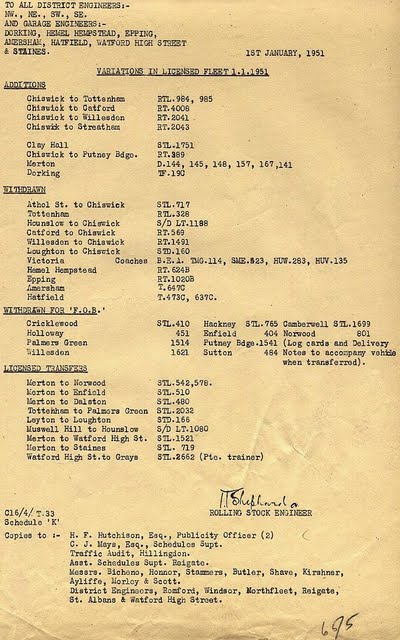 TO ALL DISTRICT ENGINEERS:-
NW., NE., SW., SE.
AND GARAGE ENGINEERS:-
DORKING, HEMEL HEMPSTEAD, EPPING,
AMERSHAM, HATFIELD, WATFORD HIGH STREET
& STAINES. 1ST JANUARY, 1951
VARIATIONS IN LICENSED FLEET 1.1.1951
ADDITIONS
Chiswick to Tottenham RTL.984, 985
Chiswick to Catford RT.4008
Chiswick to Willesden RT.2041
Chiswick to Streatham RT.2043
Clay Hall STL.1751
Chiswick to Putney Bdge. RT.389
Merton D.144, 145, 148, 157, 167,141
Dorking TF.19C
WITHDRAWN
Athol St. to Chiswick STL.717
Tottenham RTL.328
Hounslow to Chiswick S/D LT.1188
Catford to Chiswick RT.569
Willesden to Chiswick RT.1491
Loughton to Chiswick STD.160
Victoria Coaches B.E.A. TMG.114, SME.523, HUW.283, HUV.135
Hemel Hempstead RT.624B
Epping RT.1020B
Amersham T.647C
Hatfield T.473C, 637C.
WITHDRAWN FOR 'F.O.B.'
Cricklewood STL.410 Hackney STL.765 Camberwell STL.1699
Holloway 451 Enfield 404 Norwood 801
Palmers Green 1514 Putney Bdge.1541 (Log cards and Delivery
Willesden 1621 Sutton 484 Notes to accompany vehicle
when transferred).
LICENSED TRANSFERS
Merton to Norwood STL.542,578.
Merton to Enfield STL.510
Merton to Dalston STL.480
Tottenham to Palmers Green STL.2032
Leyton to Loughton STD.166
Muswell Hill to Hounslow S/D LT.1080
Merton to Watford High St. STL.1521
Merton to Staines STL. 719
Watford High St.to Grays STL.2662 (Pte. trainer)
ROLLING STOCK ENGINEER
C16/4/T.33
Schedule 'K'
Copies to :- H. F. Hutchison, Esq., Publicity Officer (2)
C. J. Mays, Esq., Schedules Supt.
Traffic Audit, Hillingdon.
Asst. Schedules Supt. Reigate.
Messrs. Bicheno, Honnor, Stammers, Butler, Shave, Kirshner,
Ayliffe, Morley & Scott.
District Engineers, Romford, Windsor, Northfleet, Reigate,
St. Albans & Watford High Street.